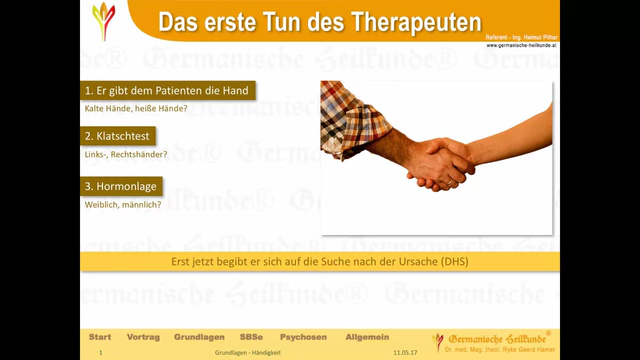 Das erste Tun des Therapeuten
Referent - Ing. Helmut Pilhar
www.germanische-heilkunde.at
1. Er gibt dem Patienten die Hand
Kalte Hände, heiße Hände?
2. Klatschtest
Links-, Rechtshänder?
3. Hormonlage
Weiblich, männlich?
Erst jetzt begibt er sich auf die Suche nach der Ursache (DHS)
Start Vortrag Grundlagen SBSe Psychosen Allgemein
Germanische Heilkunde®
Dr. med. Mag. theol. Ryke Geerd Hamer
1 Grundlagen - Händigkeit 11.05.17